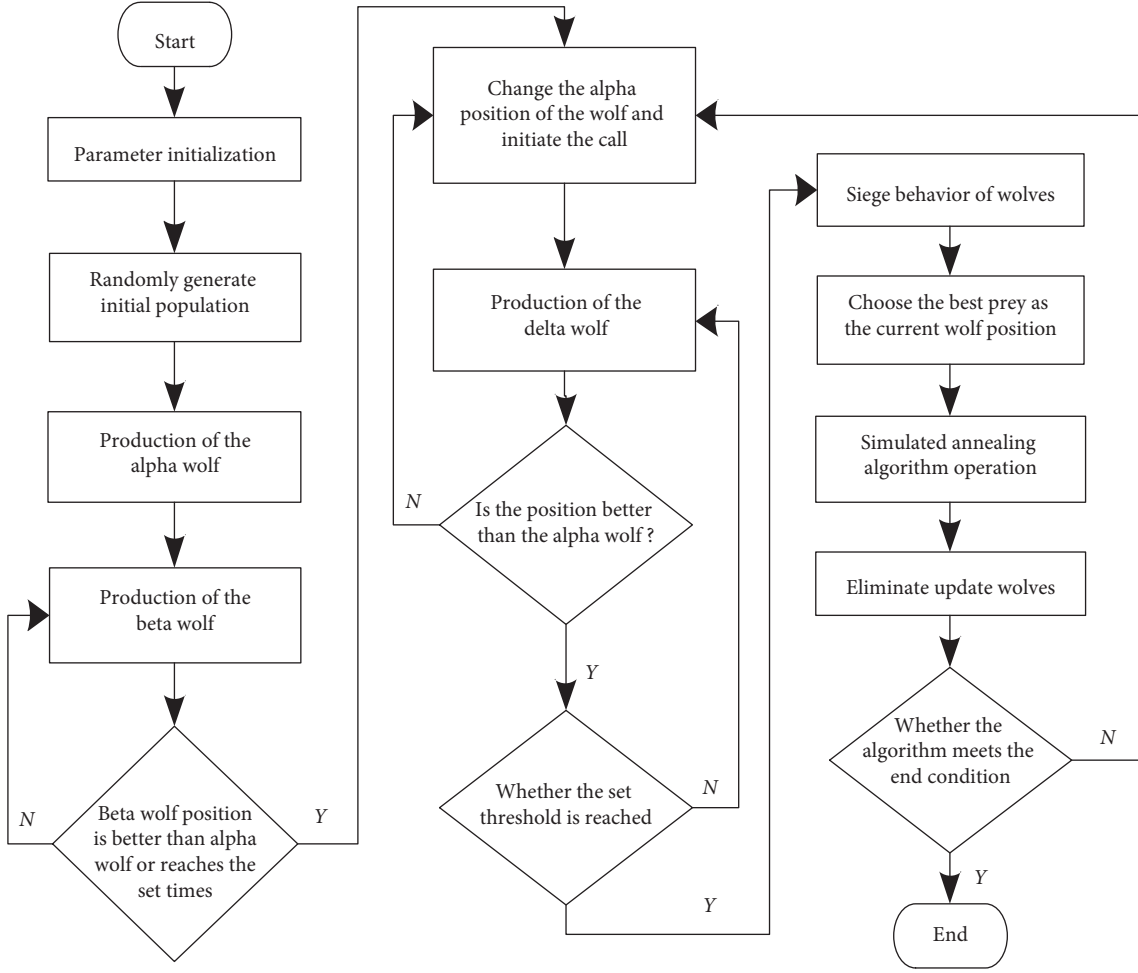 Start
Parameter initialization
Randomly generate
initial population
Production of the
alpha wolf
Production of the
beta wolf
Beta wolf position
is better than alpha
wolf or reaches the
set times
N
Y
Change the alpha
position of the wolf and
initiate the call
Production of the
delta wolf
Is the position better
than the alpha wolf ?
N
Y
Whether the set
threshold is reached
N
Y
Siege behavior of wolves
Choose the best prey as
the current wolf position
Simulated annealing
algorithm operation
Eliminate update wolves
Whether the
algorithm meets the
end condition
N
Y
End